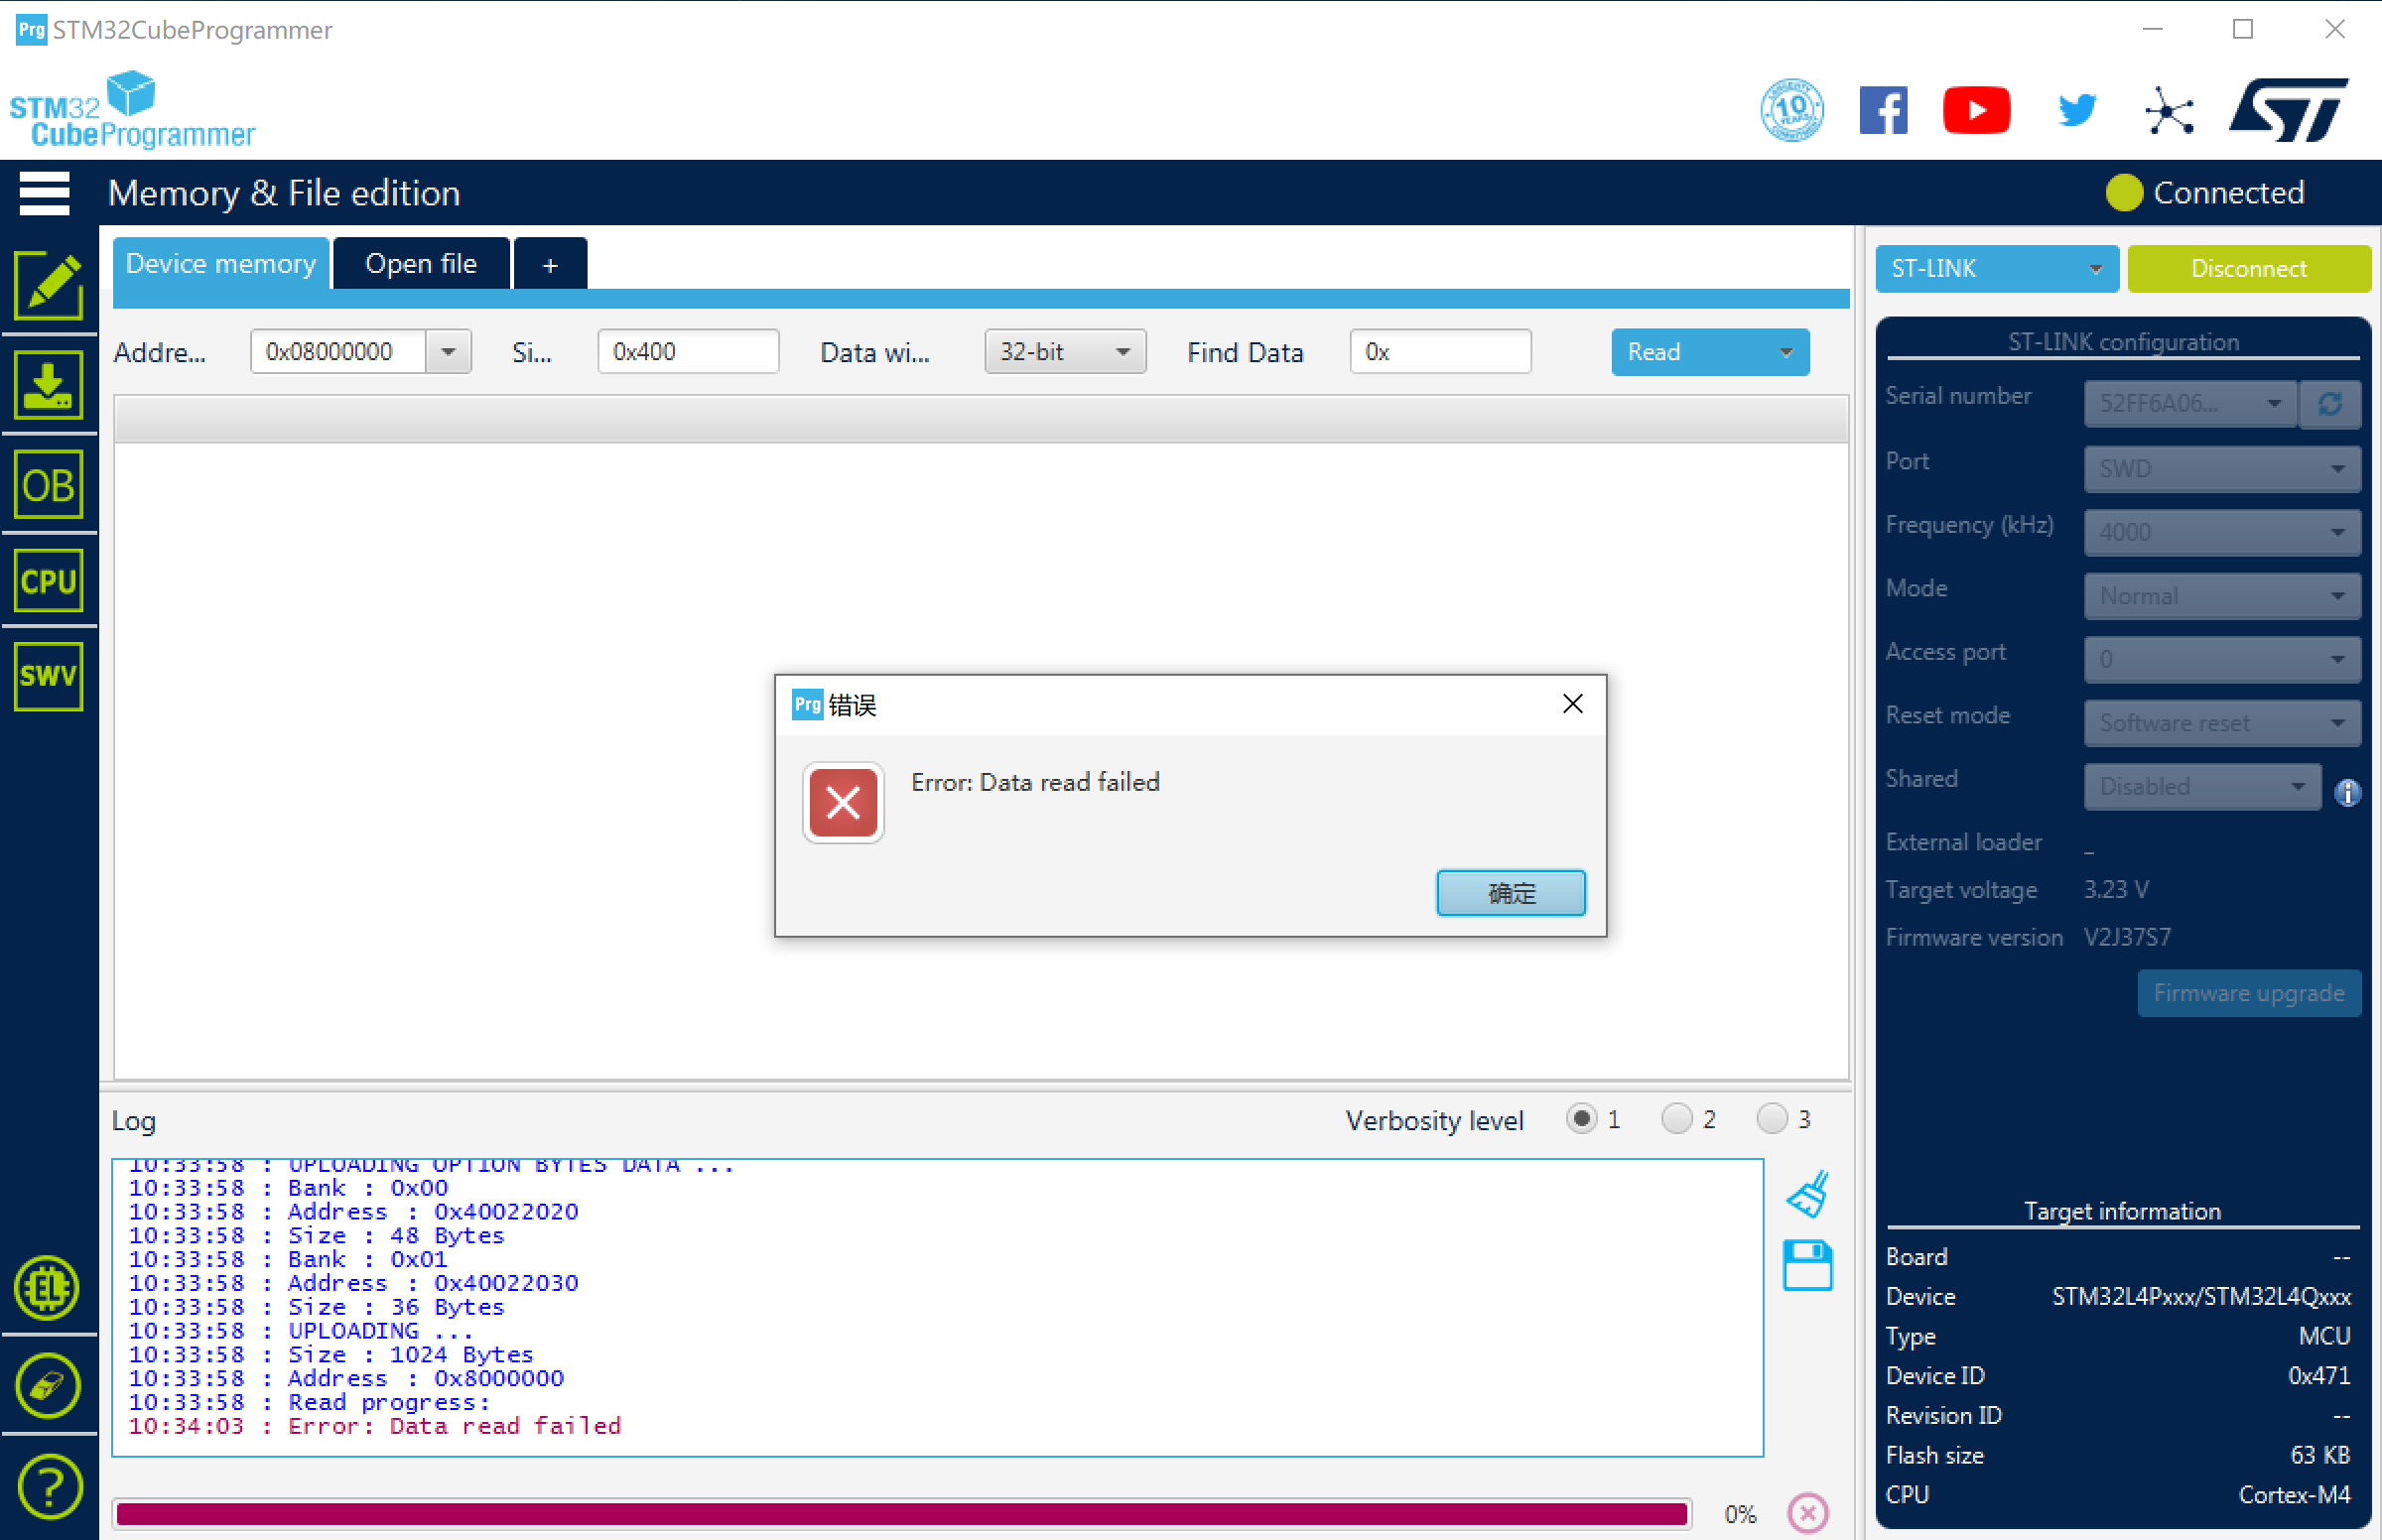 Prg STM32CubeProgrammer
STM32
CubeProgrammer
LONGEVITY 10 YEARS COMMITMENT
Memory & File edition
Connected
Device memory
Open file
+
ST-LINK
Disconnect
Addre...
0x08000000
Si...
0x400
Data wi...
32-bit
Find Data
0x
Read
ST-LINK configuration
Serial number
52FF6A06...
Port
SWD
Frequency (kHz)
4000
Mode
Normal
Access port
0
Reset mode
Software reset
Shared
Disabled
External loader
_
Target voltage
3.23 V
Firmware version
V2J37S7
Firmware upgrade
OB
CPU
SWV
Prg 错误
Error: Data read failed
确定
Log
Verbosity level
1
2
3
10:33:58 : UPLOADING OPTION BYTES DATA ...
10:33:58 : Bank : 0x00
10:33:58 : Address : 0x40022020
10:33:58 : Size : 48 Bytes
10:33:58 : Bank : 0x01
10:33:58 : Address : 0x40022030
10:33:58 : Size : 36 Bytes
10:33:58 : UPLOADING ...
10:33:58 : Size : 1024 Bytes
10:33:58 : Address : 0x8000000
10:33:58 : Read progress:
10:34:03 : Error: Data read failed
0%
EL
?
Target information
Board --
Device STM32L4Pxxx/STM32L4Qxxx
Type MCU
Device ID 0x471
Revision ID --
Flash size 63 KB
CPU Cortex-M4